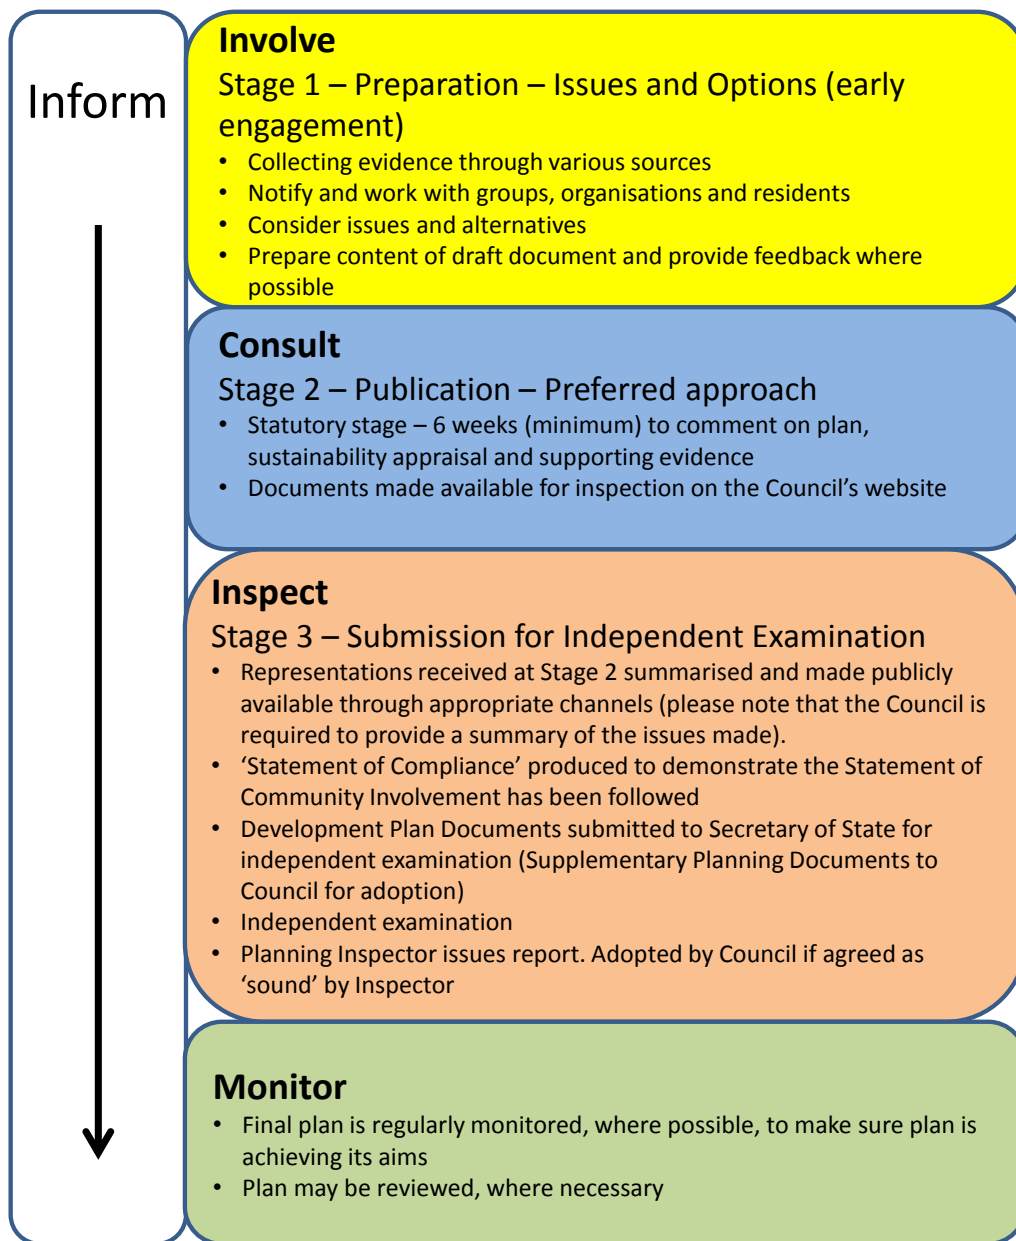 Inform
Involve
Stage 1 – Preparation – Issues and Options (early
engagement)
• Collecting evidence through various sources
• Notify and work with groups, organisations and residents
• Consider issues and alternatives
• Prepare content of draft document and provide feedback where
possible
Consult
Stage 2 – Publication – Preferred approach
• Statutory stage – 6 weeks (minimum) to comment on plan,
sustainability appraisal and supporting evidence
• Documents made available for inspection on the Council’s website
Inspect
Stage 3 – Submission for Independent Examination
• Representations received at Stage 2 summarised and made publicly
available through appropriate channels (please note that the Council is
required to provide a summary of the issues made).
• ‘Statement of Compliance’ produced to demonstrate the Statement of
Community Involvement has been followed
• Development Plan Documents submitted to Secretary of State for
independent examination (Supplementary Planning Documents to
Council for adoption)
• Independent examination
• Planning Inspector issues report. Adopted by Council if agreed as
‘sound’ by Inspector
Monitor
• Final plan is regularly monitored, where possible, to make sure plan is
achieving its aims
• Plan may be reviewed, where necessary